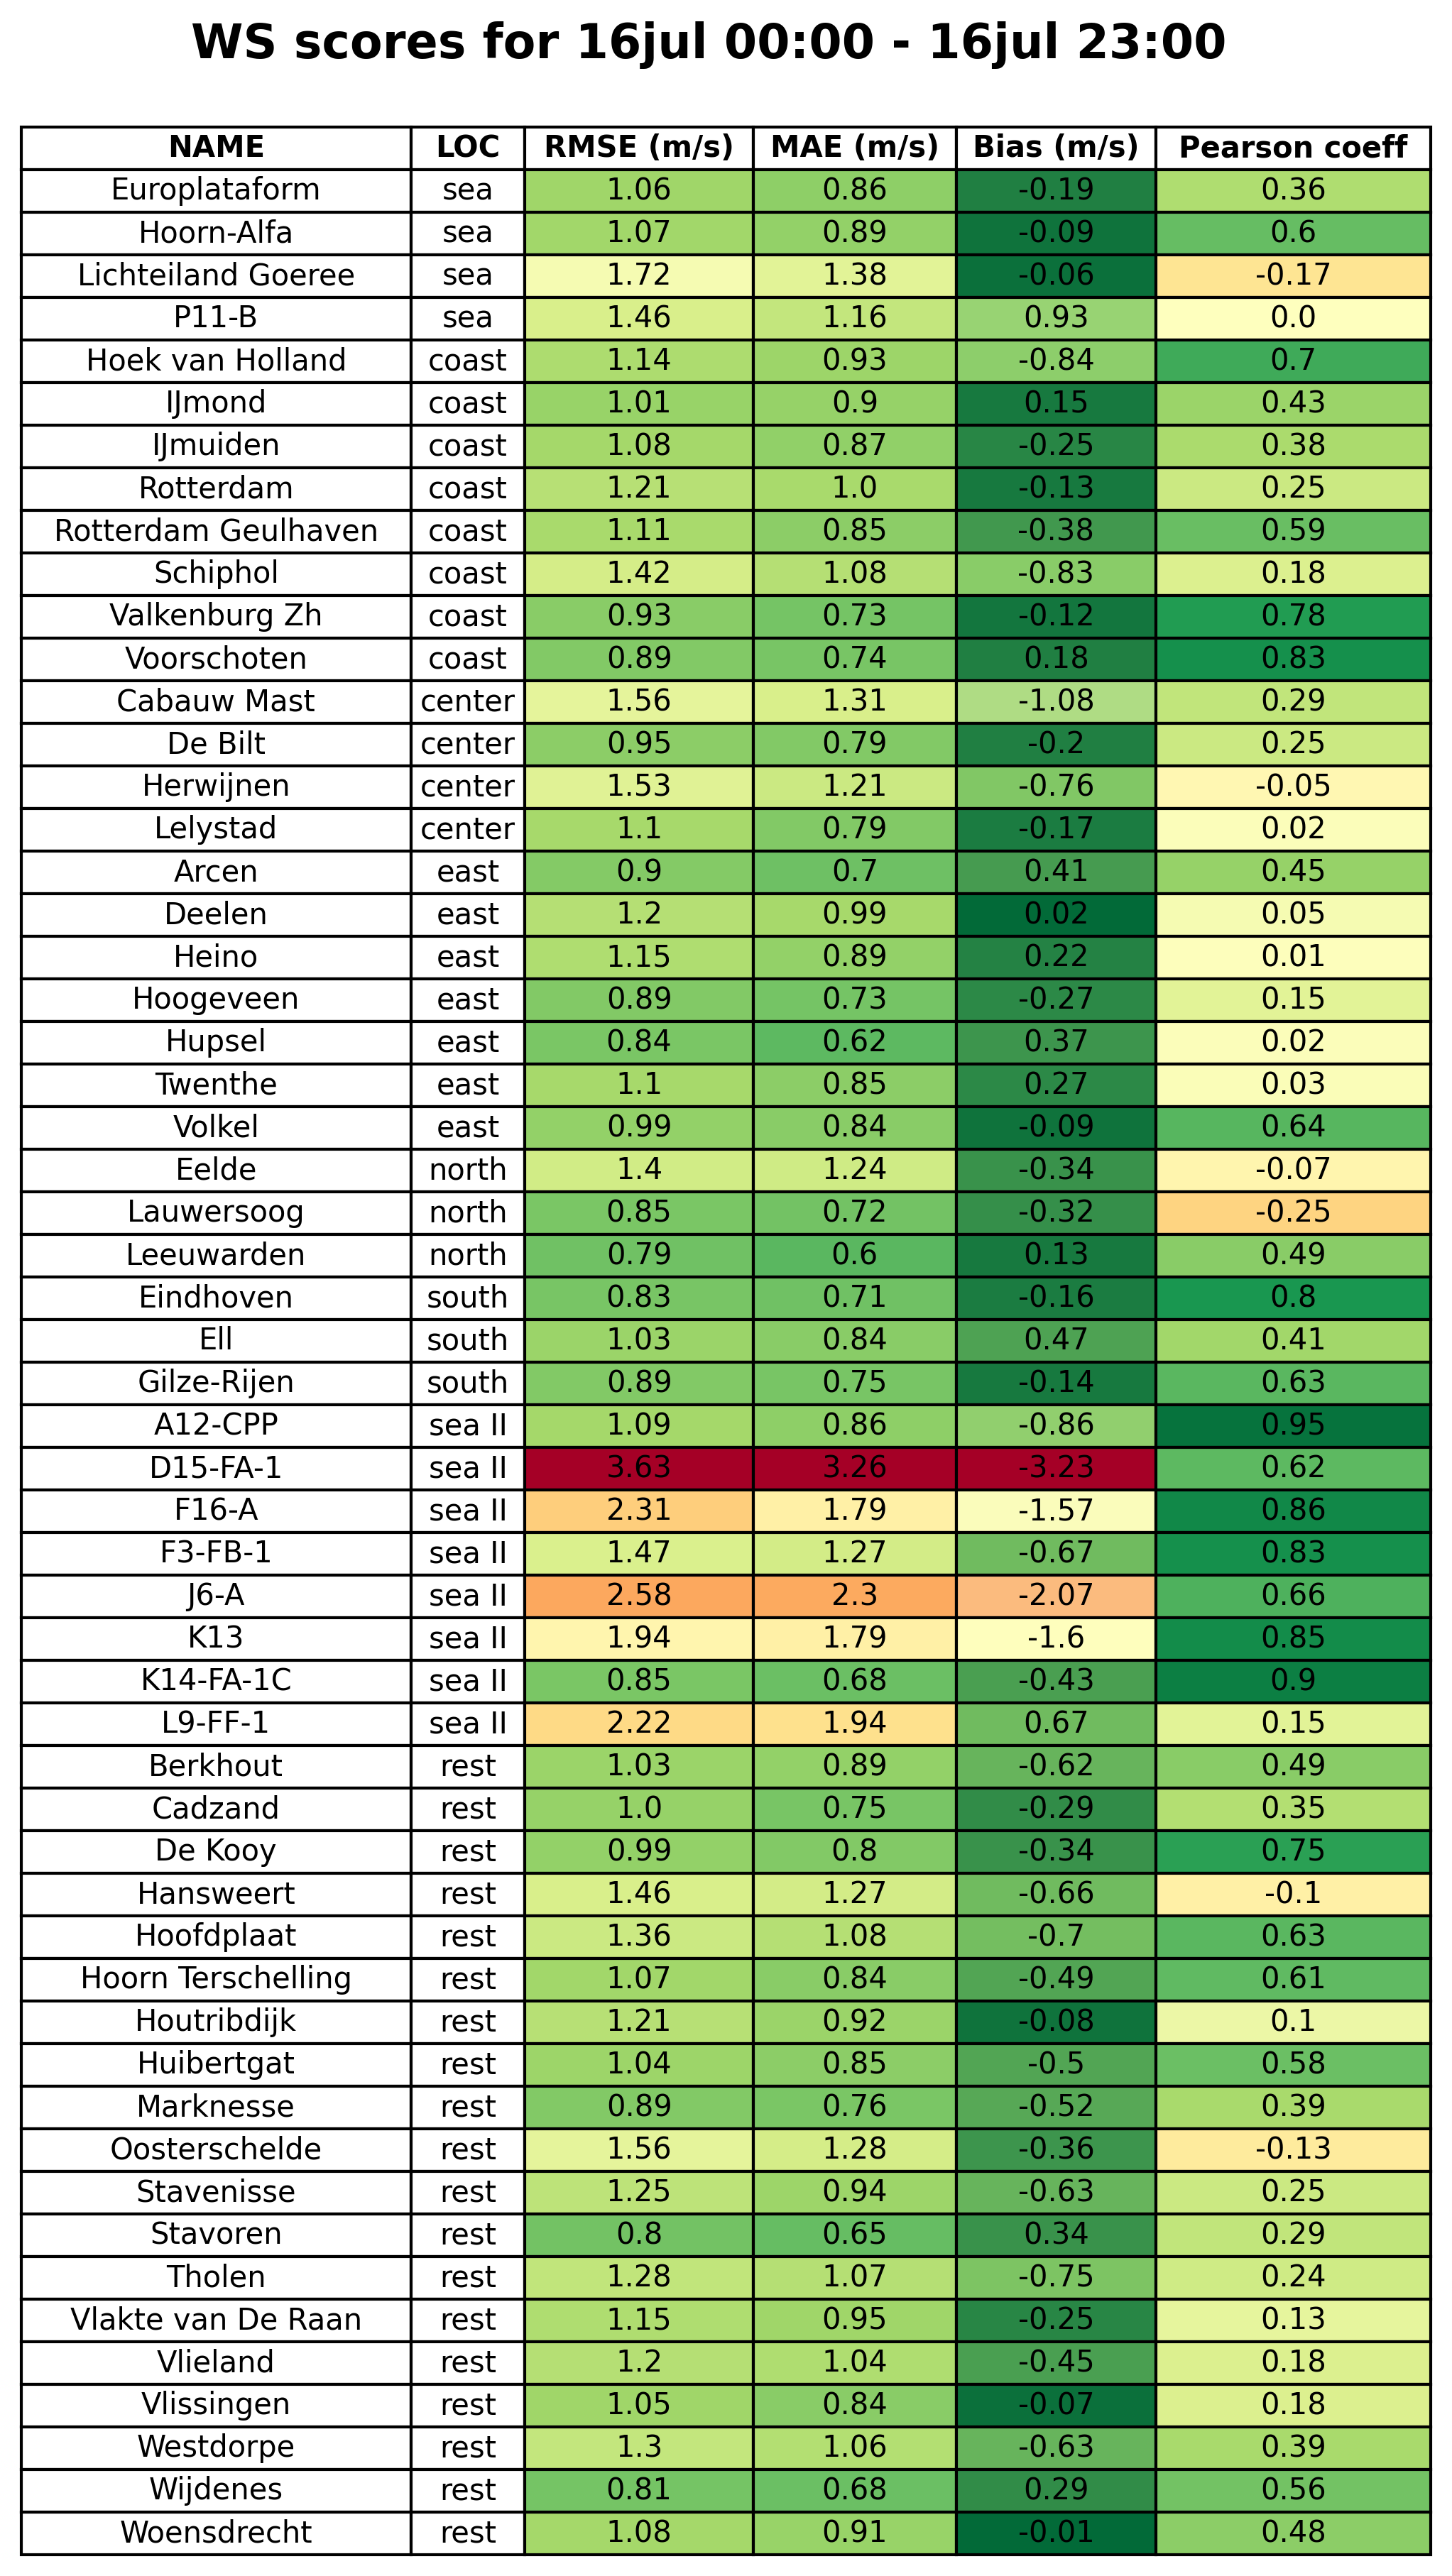 WS scores for 16jul 00:00 - 16jul 23:00
NAME LOC RMSE (m/s) MAE (m/s) Bias (m/s) Pearson coeff
Europlataform sea 1.06 0.86 -0.19 0.36
Hoorn-Alfa sea 1.07 0.89 -0.09 0.6
Lichteiland Goeree sea 1.72 1.38 -0.06 -0.17
P11-B sea 1.46 1.16 0.93 0.0
Hoek van Holland coast 1.14 0.93 -0.84 0.7
IJmond coast 1.01 0.9 0.15 0.43
IJmuiden coast 1.08 0.87 -0.25 0.38
Rotterdam coast 1.21 1.0 -0.13 0.25
Rotterdam Geulhaven coast 1.11 0.85 -0.38 0.59
Schiphol coast 1.42 1.08 -0.83 0.18
Valkenburg Zh coast 0.93 0.73 -0.12 0.78
Voorschoten coast 0.89 0.74 0.18 0.83
Cabauw Mast center 1.56 1.31 -1.08 0.29
De Bilt center 0.95 0.79 -0.2 0.25
Herwijnen center 1.53 1.21 -0.76 -0.05
Lelystad center 1.1 0.79 -0.17 0.02
Arcen east 0.9 0.7 0.41 0.45
Deelen east 1.2 0.99 0.02 0.05
Heino east 1.15 0.89 0.22 0.01
Hoogeveen east 0.89 0.73 -0.27 0.15
Hupsel east 0.84 0.62 0.37 0.02
Twenthe east 1.1 0.85 0.27 0.03
Volkel east 0.99 0.84 -0.09 0.64
Eelde north 1.4 1.24 -0.34 -0.07
Lauwersoog north 0.85 0.72 -0.32 -0.25
Leeuwarden north 0.79 0.6 0.13 0.49
Eindhoven south 0.83 0.71 -0.16 0.8
Ell south 1.03 0.84 0.47 0.41
Gilze-Rijen south 0.89 0.75 -0.14 0.63
A12-CPP sea II 1.09 0.86 -0.86 0.95
D15-FA-1 sea II 3.63 3.26 -3.23 0.62
F16-A sea II 2.31 1.79 -1.57 0.86
F3-FB-1 sea II 1.47 1.27 -0.67 0.83
J6-A sea II 2.58 2.3 -2.07 0.66
K13 sea II 1.94 1.79 -1.6 0.85
K14-FA-1C sea II 0.85 0.68 -0.43 0.9
L9-FF-1 sea II 2.22 1.94 0.67 0.15
Berkhout rest 1.03 0.89 -0.62 0.49
Cadzand rest 1.0 0.75 -0.29 0.35
De Kooy rest 0.99 0.8 -0.34 0.75
Hansweert rest 1.46 1.27 -0.66 -0.1
Hoofdplaat rest 1.36 1.08 -0.7 0.63
Hoorn Terschelling rest 1.07 0.84 -0.49 0.61
Houtribdijk rest 1.21 0.92 -0.08 0.1
Huibertgat rest 1.04 0.85 -0.5 0.58
Marknesse rest 0.89 0.76 -0.52 0.39
Oosterschelde rest 1.56 1.28 -0.36 -0.13
Stavenisse rest 1.25 0.94 -0.63 0.25
Stavoren rest 0.8 0.65 0.34 0.29
Tholen rest 1.28 1.07 -0.75 0.24
Vlakte van De Raan rest 1.15 0.95 -0.25 0.13
Vlieland rest 1.2 1.04 -0.45 0.18
Vlissingen rest 1.05 0.84 -0.07 0.18
Westdorpe rest 1.3 1.06 -0.63 0.39
Wijdenes rest 0.81 0.68 0.29 0.56
Woensdrecht rest 1.08 0.91 -0.01 0.48